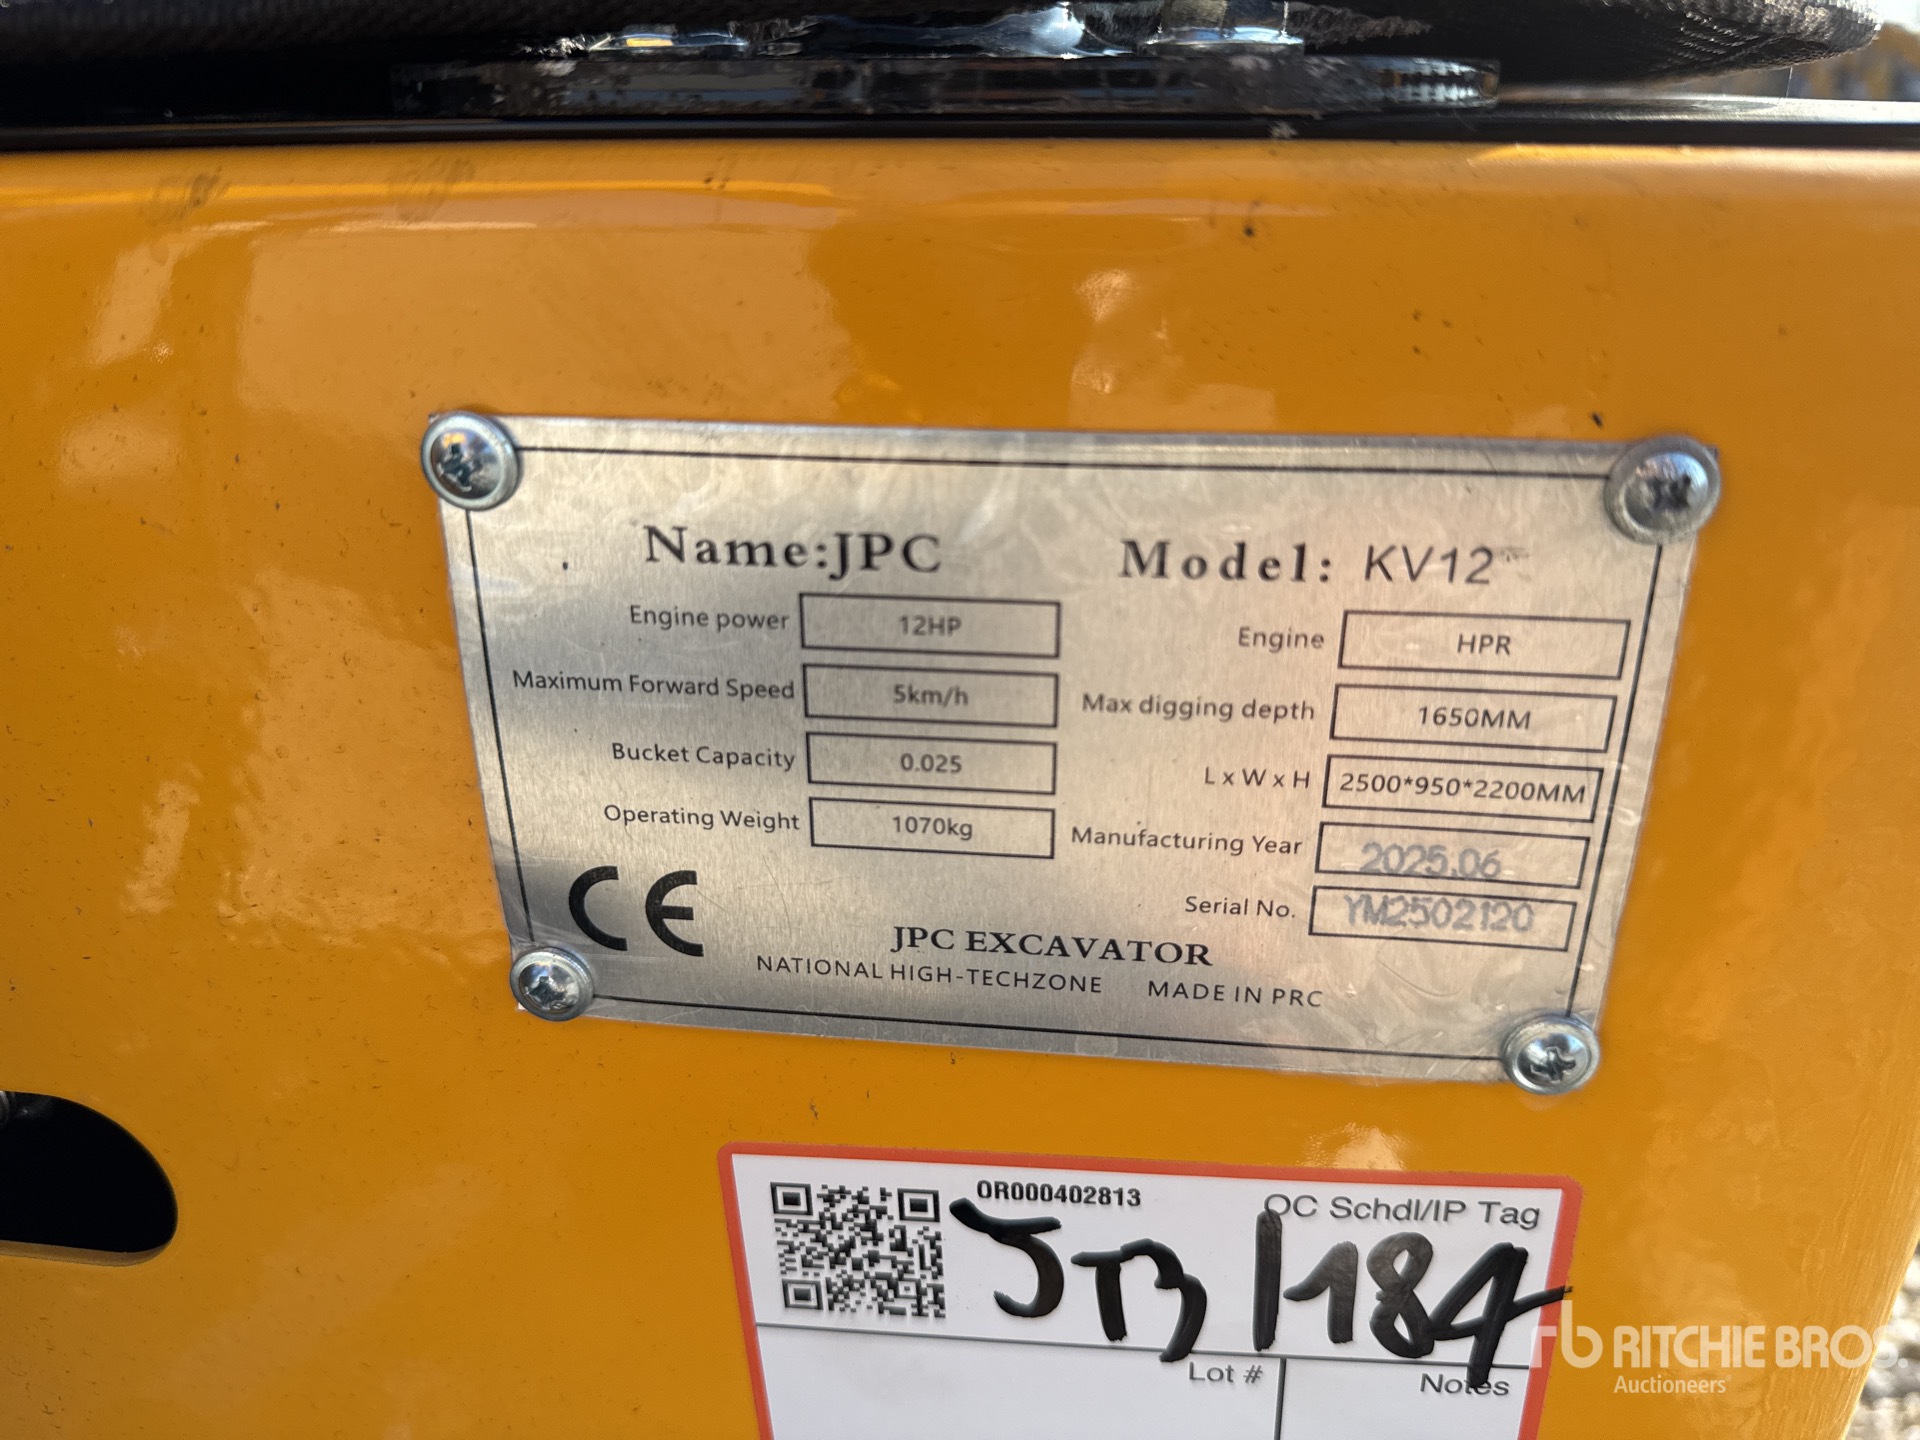 Name:JPC Model: KV12
Engine power 12HP Engine HPR
Maximum Forward Speed 5km/h Max digging depth 1650MM
Bucket Capacity 0.025 L x W x H 2500*950*2200MM
Operating Weight 1070kg Manufacturing Year 2025.06
Serial No. YM2502120
CE
JPC EXCAVATOR
NATIONAL HIGH-TECHZONE MADE IN PRC
OR000402813 OC Schdl/IP Tag
JTB 1184
Lot # Notes
rb RITCHIE BROS.
Auctioneers